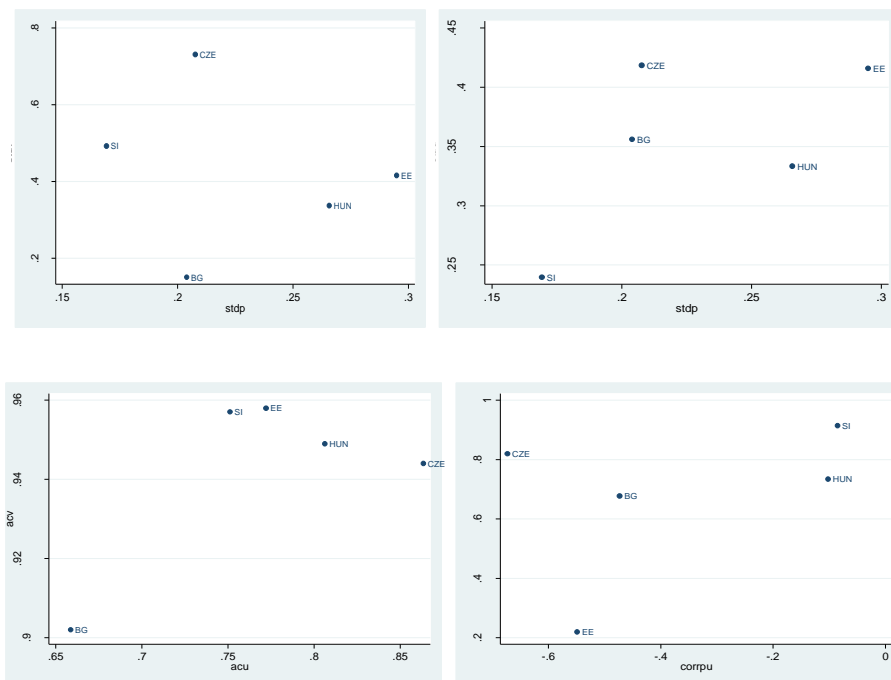 .8
.6
.4
.2
CZE
SI
EE
HUN
BG
.15
.2
.25
.3
stdp
.45
.4
.35
.3
.25
CZE
EE
BG
HUN
SI
.15
.2
.25
.3
stdp
.96
.94
.92
.9
acv
SI
EE
HUN
CZE
BG
.65
.7
.75
.8
.85
acu
1
.8
.6
.4
.2
SI
CZE
HUN
BG
EE
-.6
-.4
-.2
0
corrpu